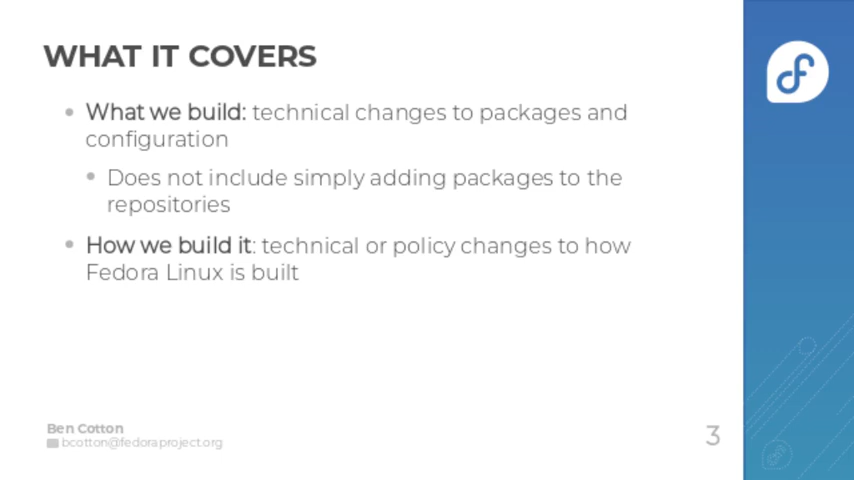 WHAT IT COVERS
What we build: technical changes to packages and
configuration
Does not include simply adding packages to the
repositories
How we build it: technical or policy changes to how
Fedora Linux is built
Ben Cotton
bcotton@fedoraproject.org
3